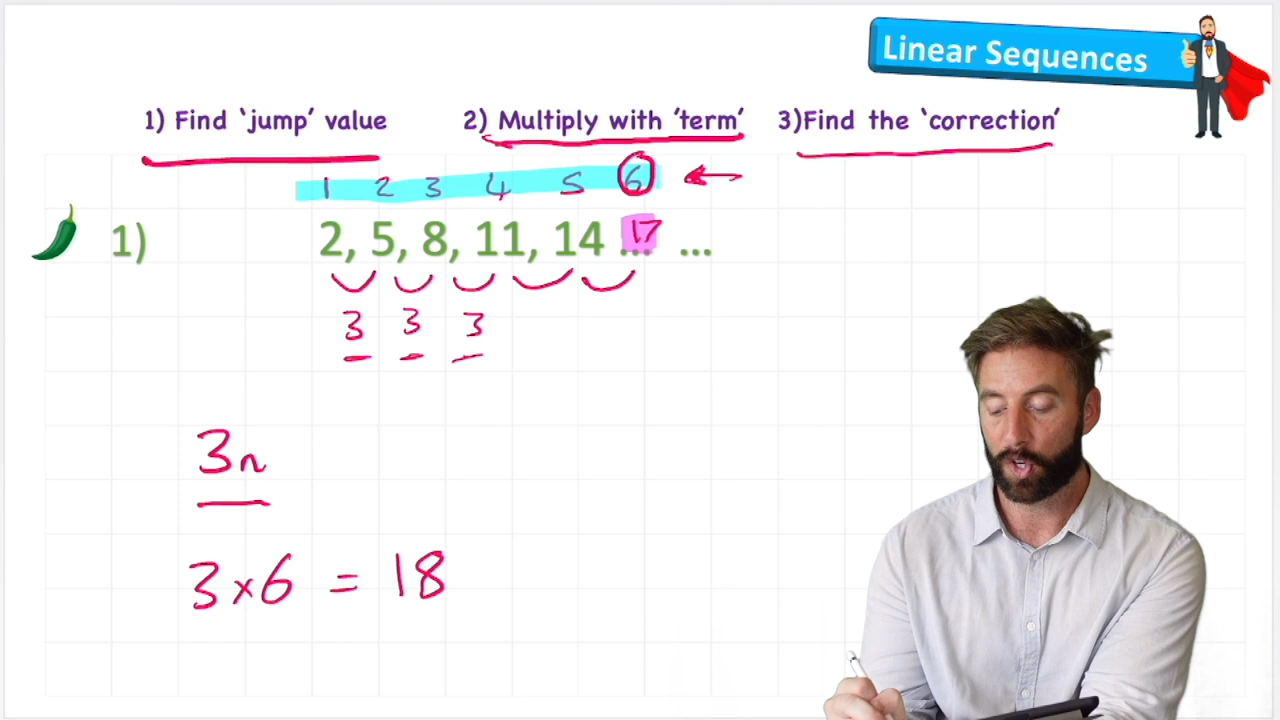 Linear Sequences
1) Find ‘jump’ value 2) Multiply with ‘term’ 3)Find the ‘correction’
1 2 3 4 5 6
1) 2, 5, 8, 11, 14 ... 17 ...
3 3 3
3n
3×6 = 18